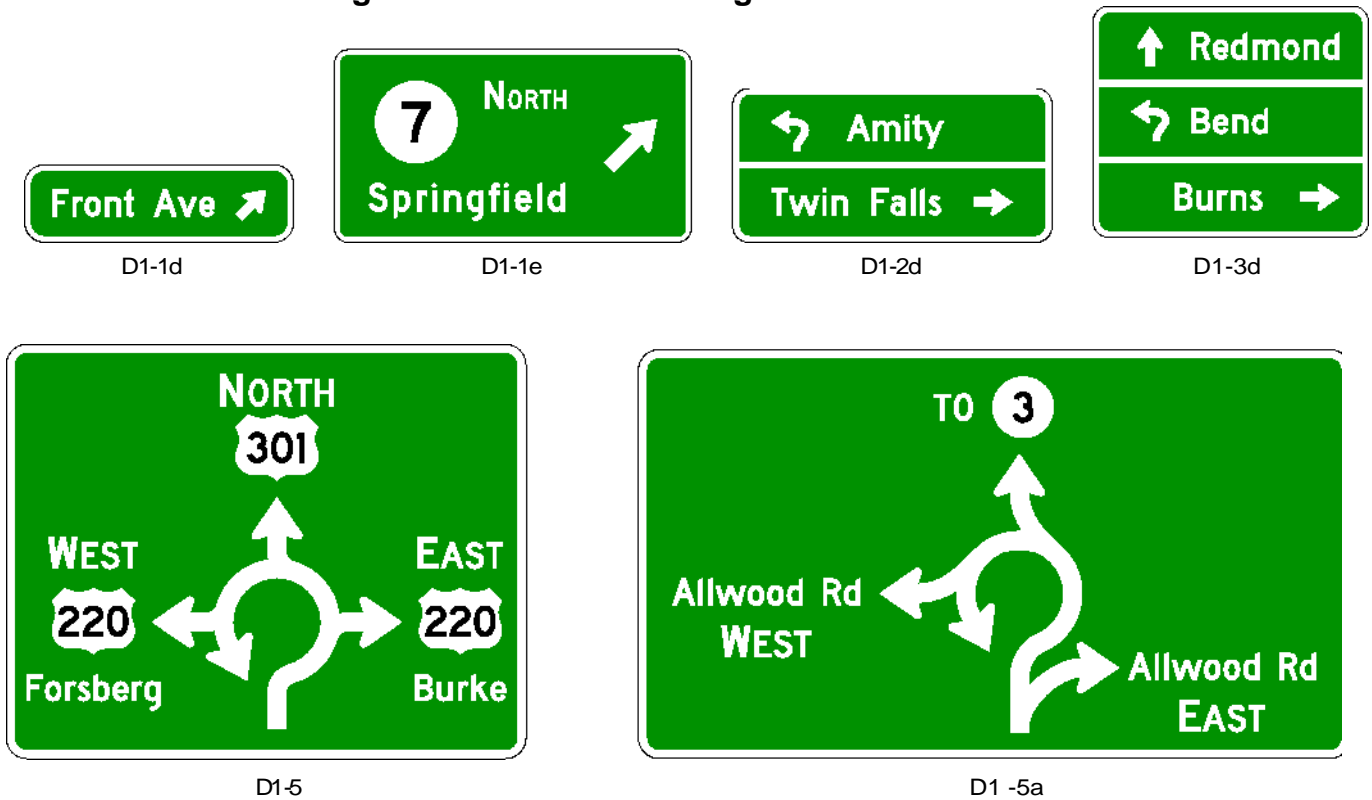 Front Ave
D1-1d
7 NORTH
Springfield
D1-1e
Amity
Twin Falls
D1-2d
Redmond
Bend
Burns
D1-3d
NORTH
301
WEST
220
Forsberg
EAST
220
Burke
D1-5
TO 3
Allwood Rd
WEST
Allwood Rd
EAST
D1 -5a